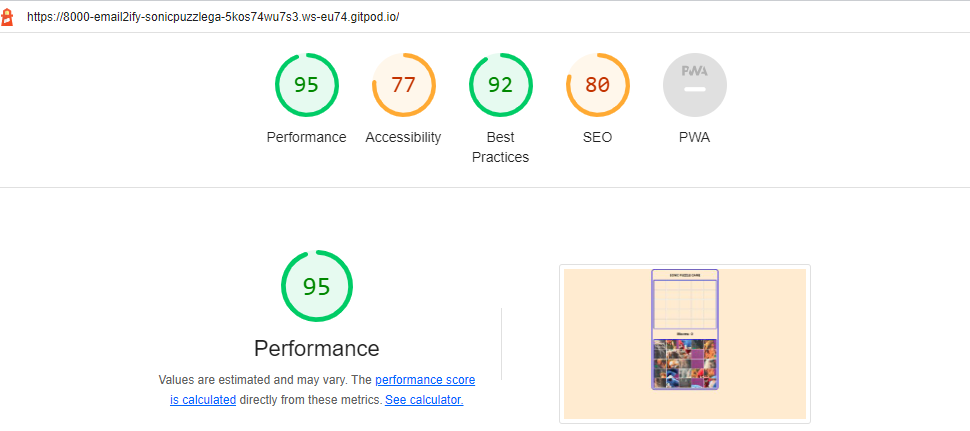 https://8000-email2ify-sonicpuzzlega-5kos74wu7s3.ws-eu74.gitpod.io/
95 77 92 80 PWA
Performance Accessibility Best Practices SEO PWA
95
Performance
Values are estimated and may vary. The performance score
is calculated directly from these metrics. See calculator.
SONIC PUZZLE GAME